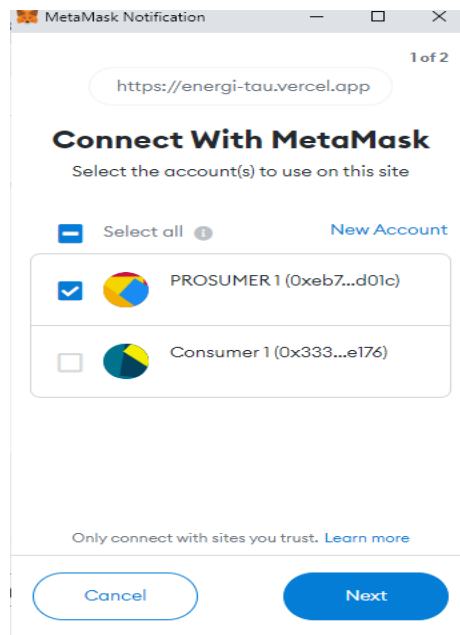 MetaMask Notification
1 of 2
https://energi-tau.vercel.app
Connect With MetaMask
Select the account(s) to use on this site
Select all
New Account
PROSUMER 1 (0xeb7...d01c)
Consumer 1 (0x333...e176)
Only connect with sites you trust. Learn more
Cancel
Next